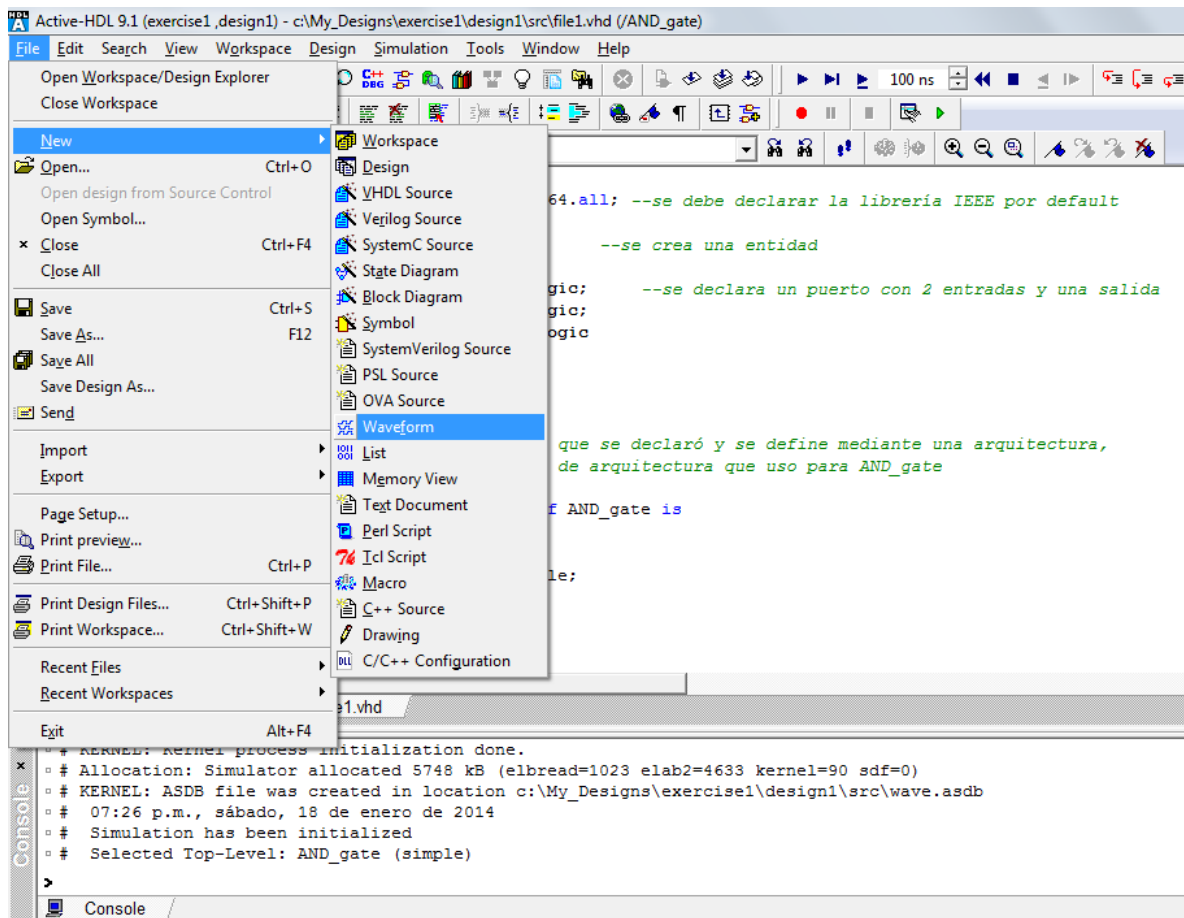 Active-HDL 9.1 (exercise1 ,design1) - c:\My_Designs\exercise1\design1\src\file1.vhd (/AND_gate)
File Edit Search View Workspace Design Simulation Tools Window Help
100 ns
Open Workspace/Design Explorer
Close Workspace
New
Open... Ctrl+O
Open design from Source Control
Open Symbol...
Close Ctrl+F4
Close All
Save Ctrl+S
Save As... F12
Save All
Save Design As...
Send
Import
Export
Page Setup...
Print preview...
Print File... Ctrl+P
Print Design Files... Ctrl+Shift+P
Print Workspace... Ctrl+Shift+W
Recent Files
Recent Workspaces
Exit Alt+F4
Workspace
Design
VHDL Source
Verilog Source
SystemC Source
State Diagram
Block Diagram
Symbol
SystemVerilog Source
PSL Source
OVA Source
Waveform
List
Memory View
Text Document
Perl Script
Tcl Script
Macro
C++ Source
Drawing
C/C++ Configuration
64.all; --se debe declarar la librería IEEE por default
--se crea una entidad
gic; --se declara un puerto con 2 entradas y una salida
gic;
ogic
que se declaró y se define mediante una arquitectura,
de arquitectura que uso para AND_gate
f AND_gate is
le;
e1.vhd
# KERNEL: Kernel process initialization done.
# Allocation: Simulator allocated 5748 kB (elbread=1023 elab2=4633 kernel=90 sdf=0)
# KERNEL: ASDB file was created in location c:\My_Designs\exercise1\design1\src\wave.asdb
# 07:26 p.m., sábado, 18 de enero de 2014
# Simulation has been initialized
# Selected Top-Level: AND_gate (simple)
>
Console
Console